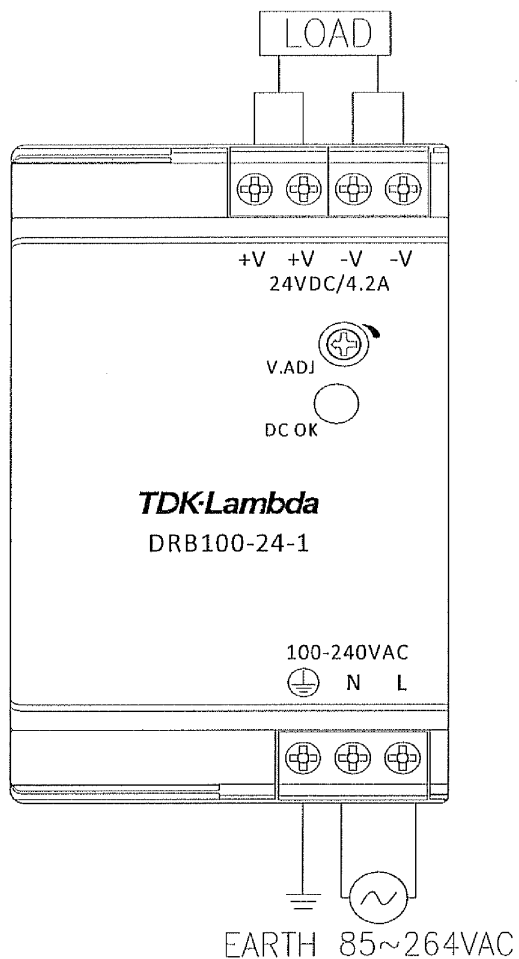 LOAD
+V +V -V -V
24VDC/4.2A
V.ADJ
DC OK
TDK·Lambda
DRB100-24-1
100-240VAC
N L
EARTH 85~264VAC